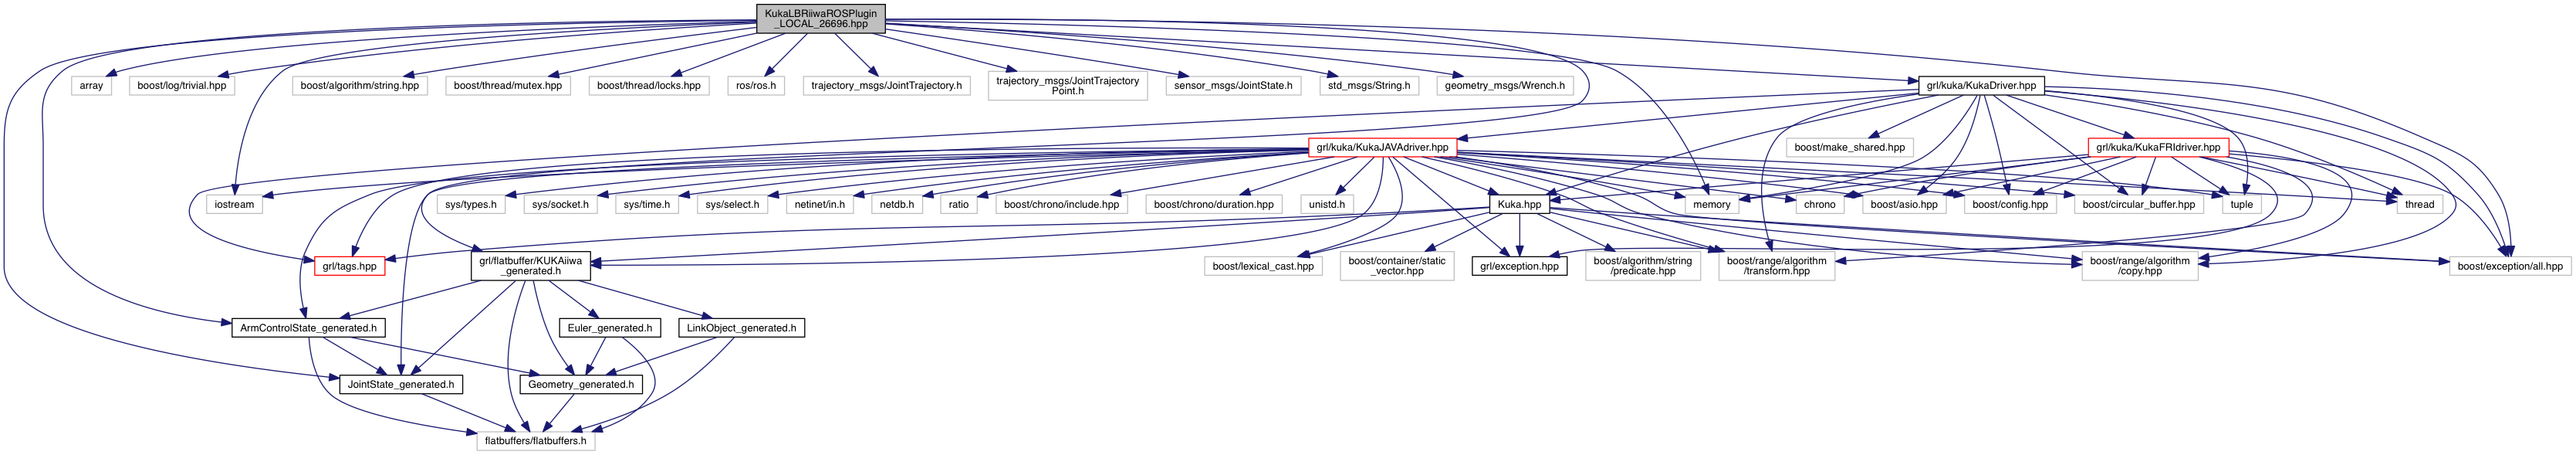 KukaLBRiiwaROSPlugin
_LOCAL_26696.hpp
array
boost/log/trivial.hpp
boost/algorithm/string.hpp
boost/thread/mutex.hpp
boost/thread/locks.hpp
ros/ros.h
trajectory_msgs/JointTrajectory.h
trajectory_msgs/JointTrajectory
Point.h
sensor_msgs/JointState.h
std_msgs/String.h
geometry_msgs/Wrench.h
grl/kuka/KukaDriver.hpp
grl/kuka/KukaJAVAdriver.hpp
boost/make_shared.hpp
grl/kuka/KukaFRIdriver.hpp
iostream
sys/types.h
sys/socket.h
sys/time.h
sys/select.h
netinet/in.h
netdb.h
ratio
boost/chrono/include.hpp
boost/chrono/duration.hpp
unistd.h
Kuka.hpp
memory
chrono
boost/asio.hpp
boost/config.hpp
boost/circular_buffer.hpp
tuple
thread
grl/tags.hpp
grl/flatbuffer/KUKAiiwa
_generated.h
boost/lexical_cast.hpp
boost/container/static
_vector.hpp
grl/exception.hpp
boost/algorithm/string
/predicate.hpp
boost/range/algorithm
/transform.hpp
boost/range/algorithm
/copy.hpp
boost/exception/all.hpp
ArmControlState_generated.h
Euler_generated.h
LinkObject_generated.h
JointState_generated.h
Geometry_generated.h
flatbuffers/flatbuffers.h